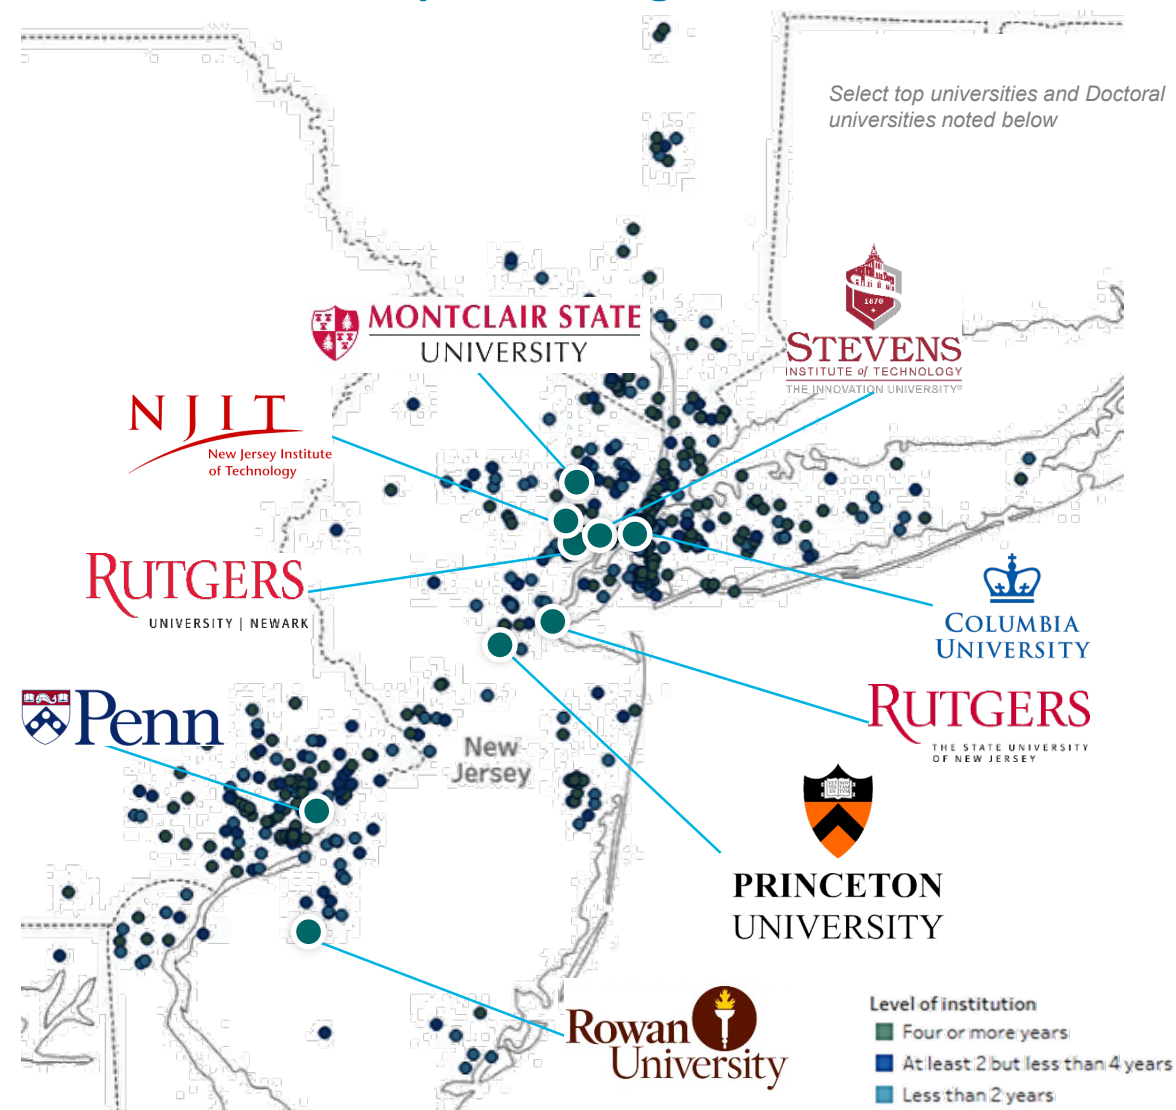 Select top universities and Doctoral
universities noted below
1870
STEVENS
INSTITUTE of TECHNOLOGY
THE INNOVATION UNIVERSITY®
MONTCLAIR STATE
UNIVERSITY
NJIT
New Jersey Institute
of Technology
RUTGERS
UNIVERSITY | NEWARK
COLUMBIA
UNIVERSITY
Penn
RUTGERS
THE STATE UNIVERSITY
OF NEW JERSEY
New
Jersey
PRINCETON
UNIVERSITY
Rowan
University
Level of institution
Four or more years
At least 2 but less than 4 years
Less than 2 years